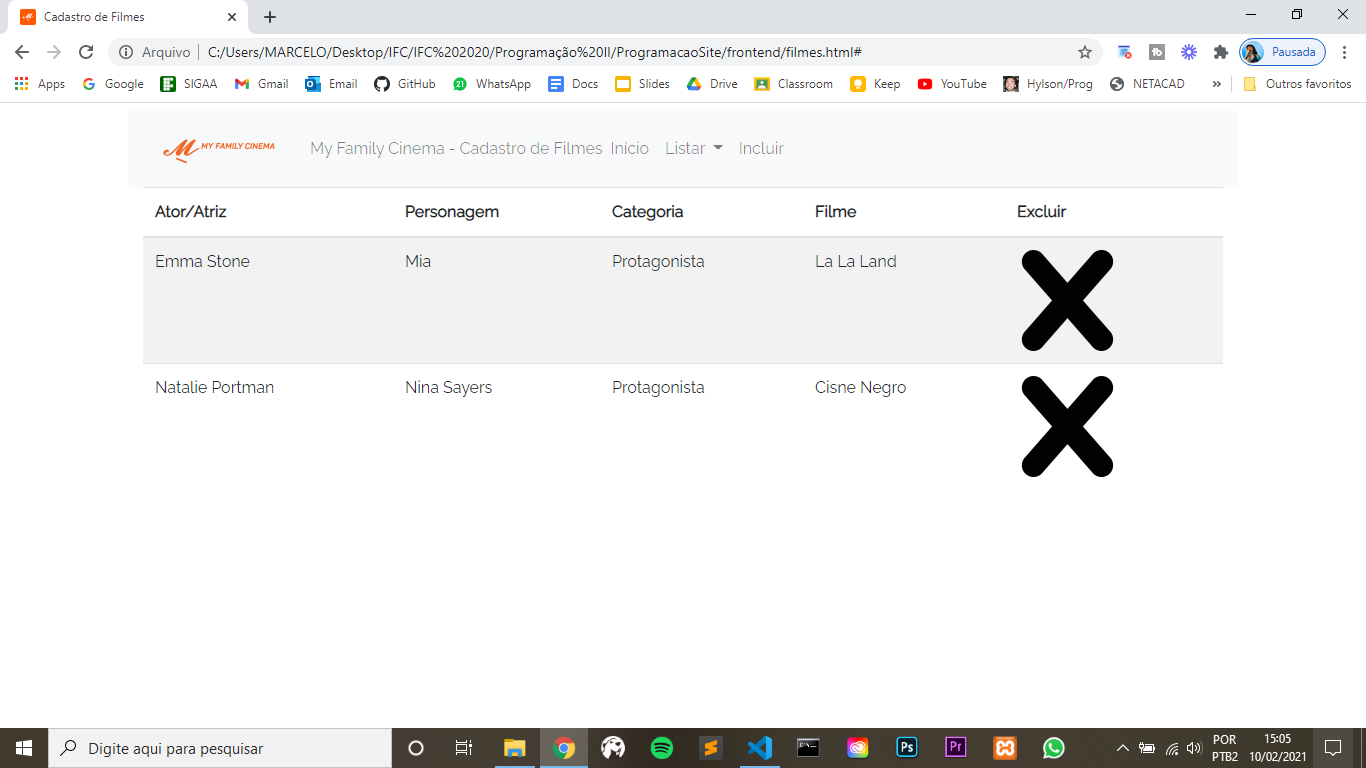 Cadastro de Filmes
Arquivo C:/Users/MARCELO/Desktop/IFC/IFC%202020/Programação%20II/ProgramacaoSite/frontend/filmes.html# Pausada
Apps Google SIGAA Gmail Email GitHub 21 WhatsApp Docs Slides Drive Classroom Keep YouTube Hylson/Prog NETACAD » Outros favoritos
MY FAMILY CINEMA My Family Cinema - Cadastro de Filmes Início Listar Incluir
Ator/Atriz Personagem Categoria Filme Excluir
Emma Stone Mia Protagonista La La Land
Natalie Portman Nina Sayers Protagonista Cisne Negro
Digite aqui para pesquisar Ps Pr POR 15:05
PTB2 10/02/2021